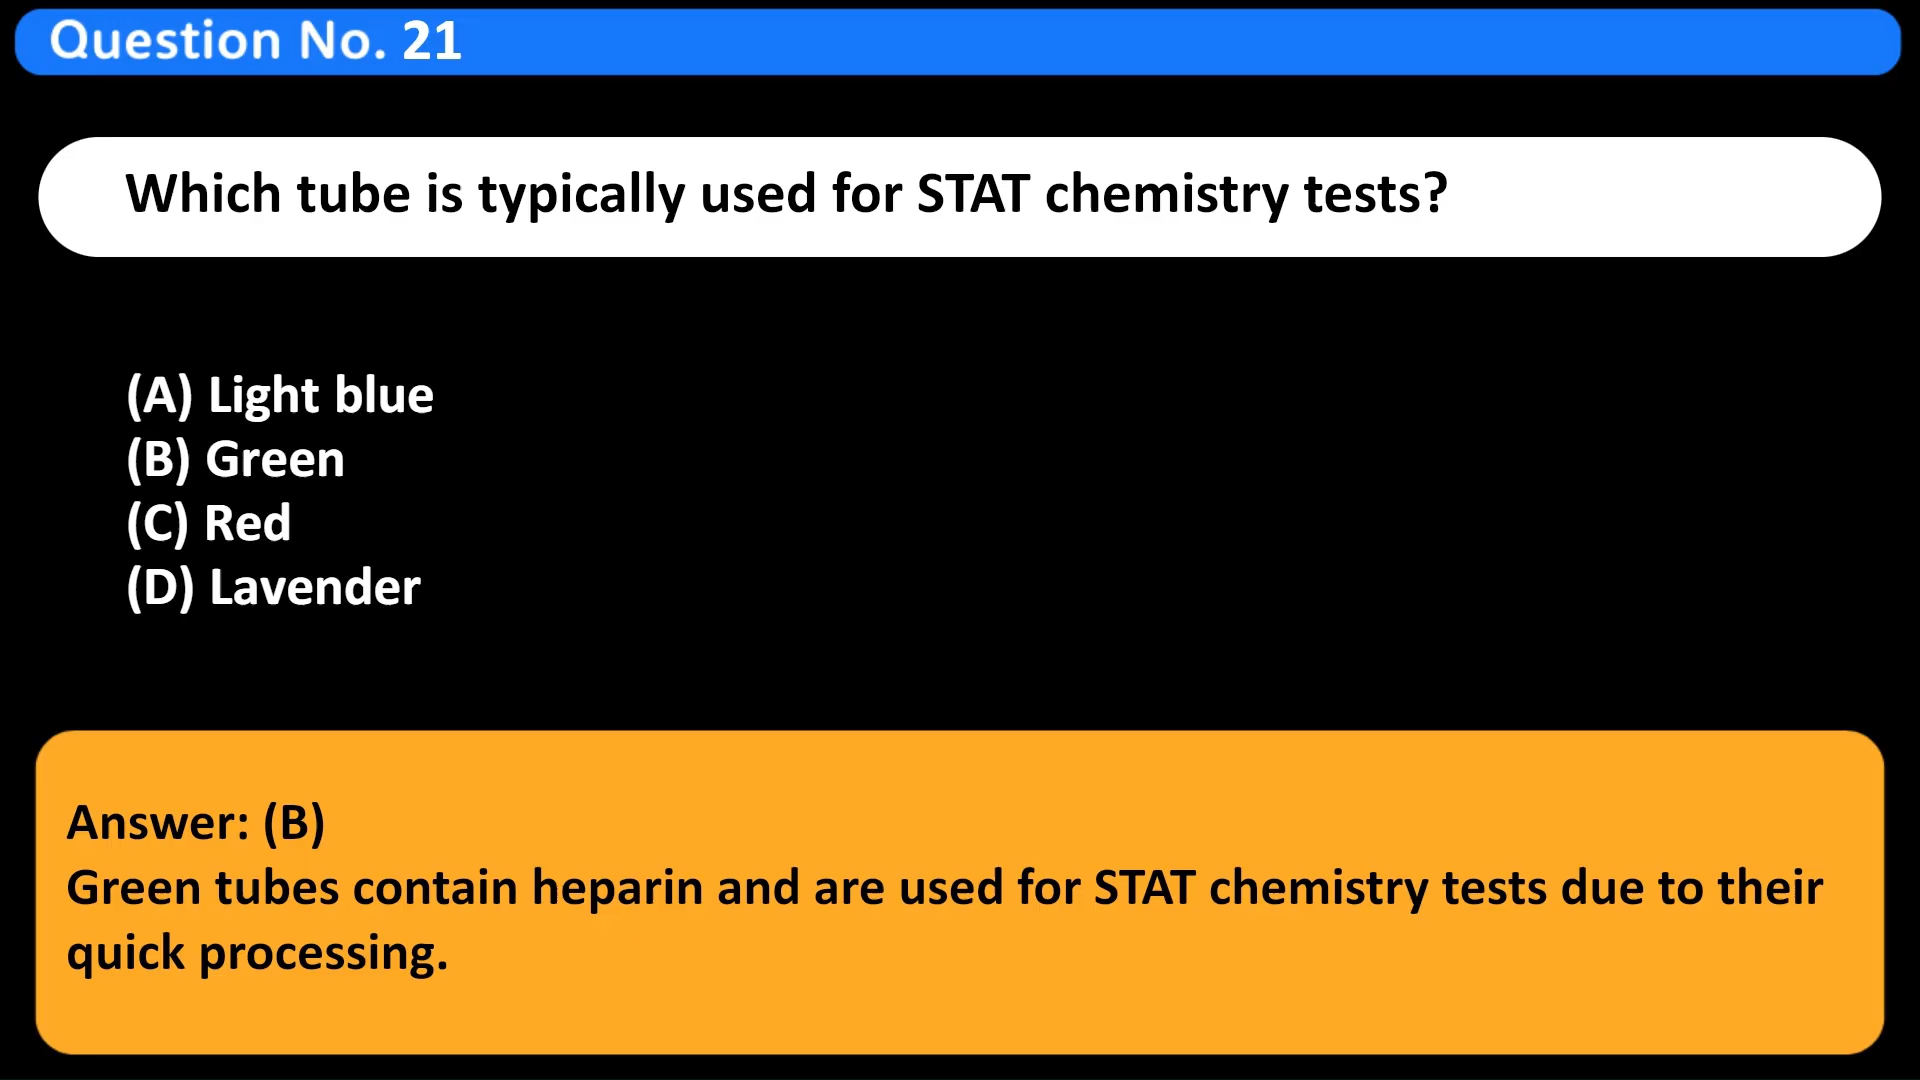 Question No. 21
Which tube is typically used for STAT chemistry tests?
(A) Light blue
(B) Green
(C) Red
(D) Lavender
Answer: (B)
Green tubes contain heparin and are used for STAT chemistry tests due to their
quick processing.